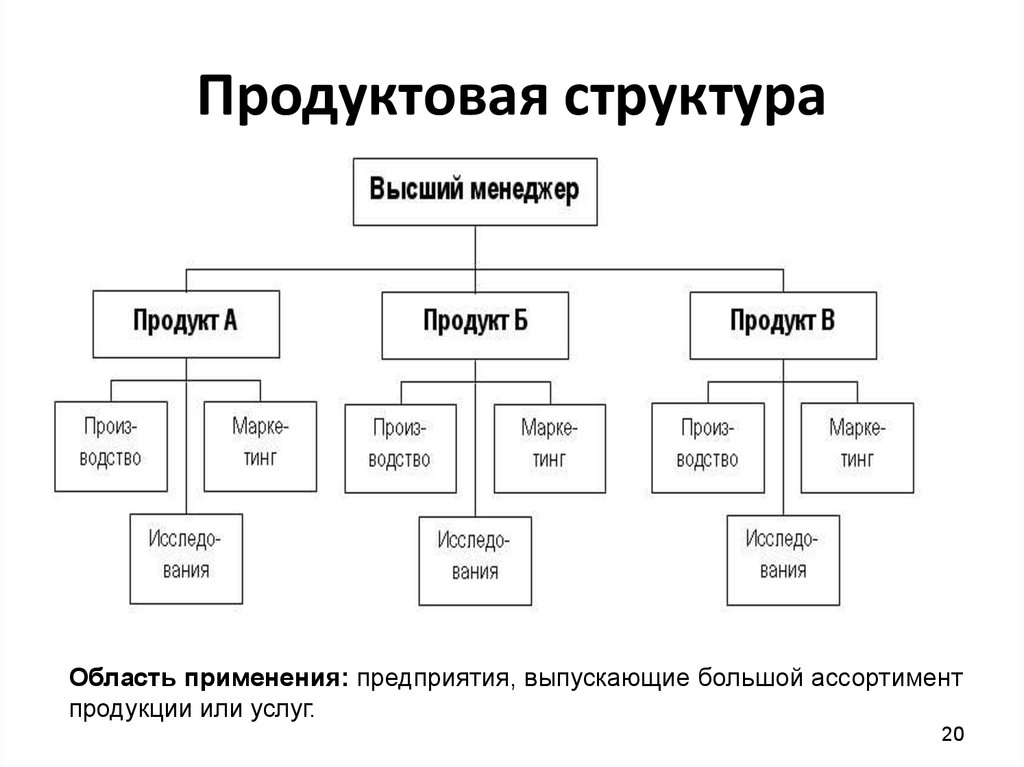 Продуктовая структура
Высший менеджер
Продукт А
Продукт Б
Продукт В
Произ-
водство
Марке-
тинг
Произ-
водство
Марке-
тинг
Произ-
водство
Марке-
тинг
Исследо-
вания
Исследо-
вания
Исследо-
вания
Область применения: предприятия, выпускающие большой ассортимент
продукции или услуг.
20